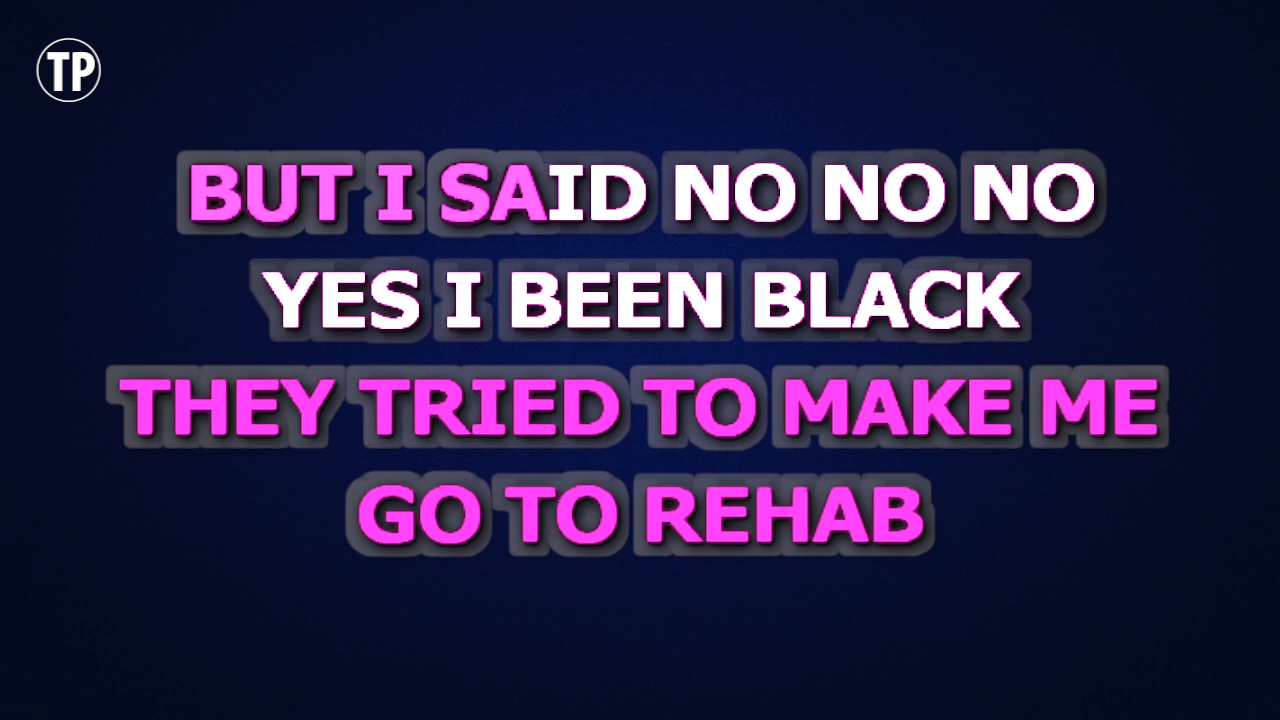 TP
BUT I SAID NO NO NO
YES I BEEN BLACK
THEY TRIED TO MAKE ME
GO TO REHAB